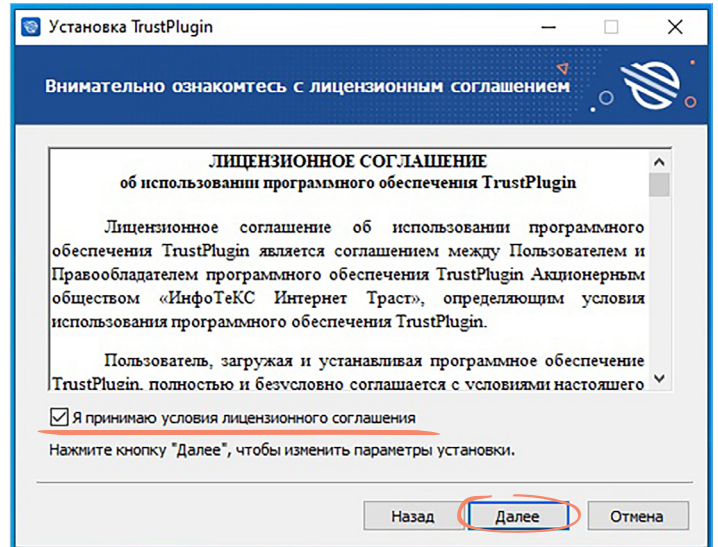 Установка TrustPlugin
Внимательно ознакомтесь с лицензионным соглашением
ЛИЦЕНЗИОННОЕ СОГЛАШЕНИЕ
об использовании программного обеспечения TrustPlugin
Лицензионное соглашение об использовании программного
обеспечения TrustPlugin является соглашением между Пользователем и
Правообладателем программного обеспечения TrustPlugin Акционерным
обществом «ИнфоТеКС Интернет Траст», определяющим условия
использования программного обеспечения TrustPlugin.
Пользователь, загружая и устанавливая программное обеспечение
TrustPlugin, полностью и безусловно соглашается с условиями настоящего
Я принимаю условия лицензионного соглашения
Нажмите кнопку "Далее", чтобы изменить параметры установки.
Назад Далее Отмена